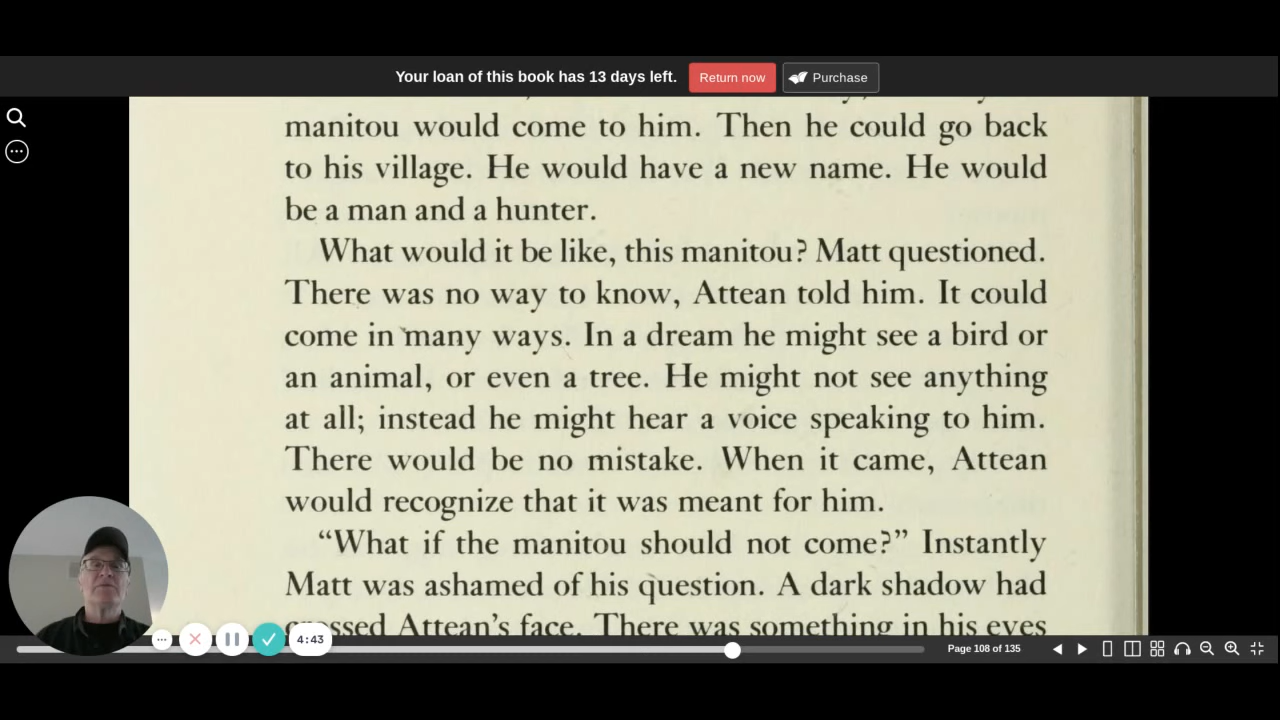 Your loan of this book has 13 days left.
Return now
Purchase
manitou would come to him. Then he could go back
to his village. He would have a new name. He would
be a man and a hunter.
What would it be like, this manitou? Matt questioned.
There was no way to know, Attean told him. It could
come in many ways. In a dream he might see a bird or
an animal, or even a tree. He might not see anything
at all; instead he might hear a voice speaking to him.
There would be no mistake. When it came, Attean
would recognize that it was meant for him.
“What if the manitou should not come?” Instantly
Matt was ashamed of his question. A dark shadow had
crossed Attean’s face. There was something in his eyes
4:43
Page 108 of 135